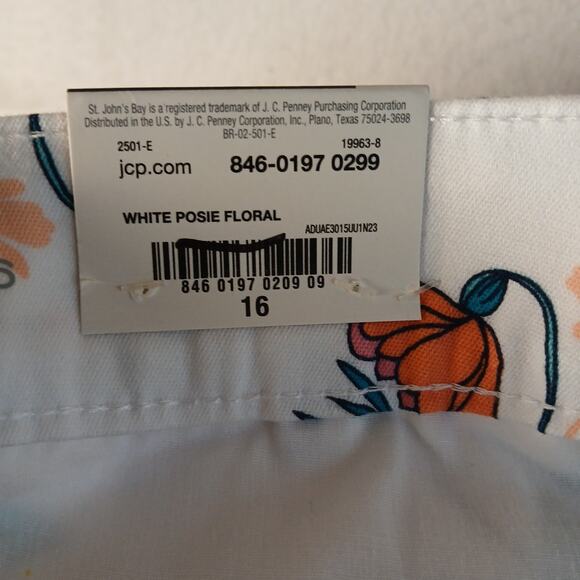 St. John's Bay is a registered trademark of J. C. Penney Purchasing Corporation
Distributed in the U.S. by J. C. Penney Corporation, Inc., Plano, Texas 75024-3698
BR-02-501-E
2501-E 19963-8
jcp.com 846-0197 0299
WHITE POSIE FLORAL
ADUAE3015UU1N23
846 0197 0209 09
16